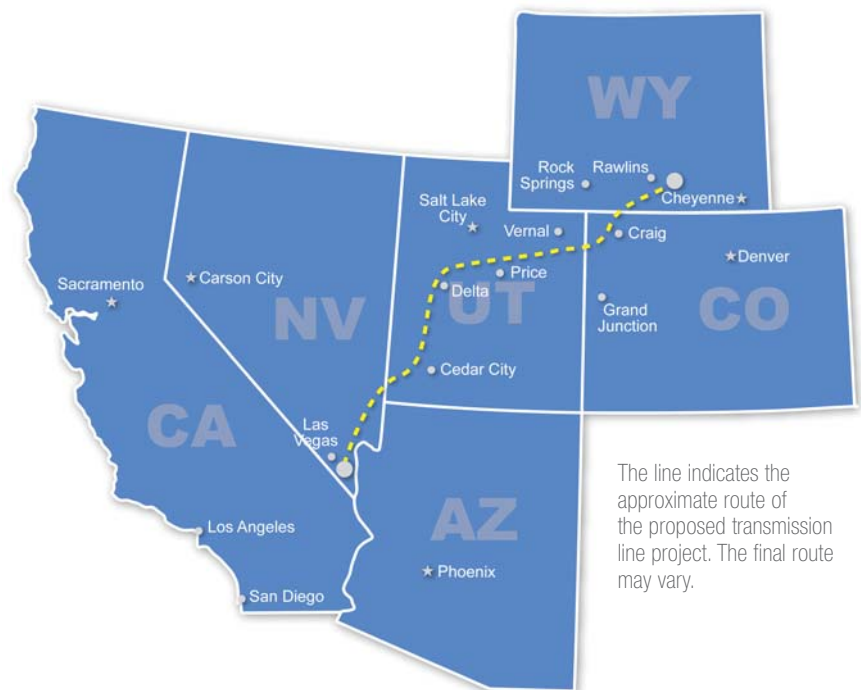 WY
Rock
Springs
Rawlins
Cheyenne
Salt Lake
City
Vernal
Craig
Denver
Sacramento
Carson City
Delta
Price
Grand
Junction
NV
UT
CO
Cedar City
CA
Las
Vegas
AZ
Los Angeles
Phoenix
San Diego
The line indicates the
approximate route of
the proposed transmission
line project. The final route
may vary.